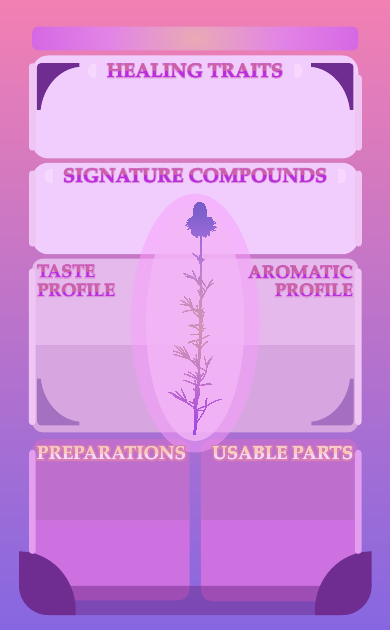 HEALING TRAITS
SIGNATURE COMPOUNDS
TASTE
PROFILE
AROMATIC
PROFILE
PREPARATIONS
USABLE PARTS